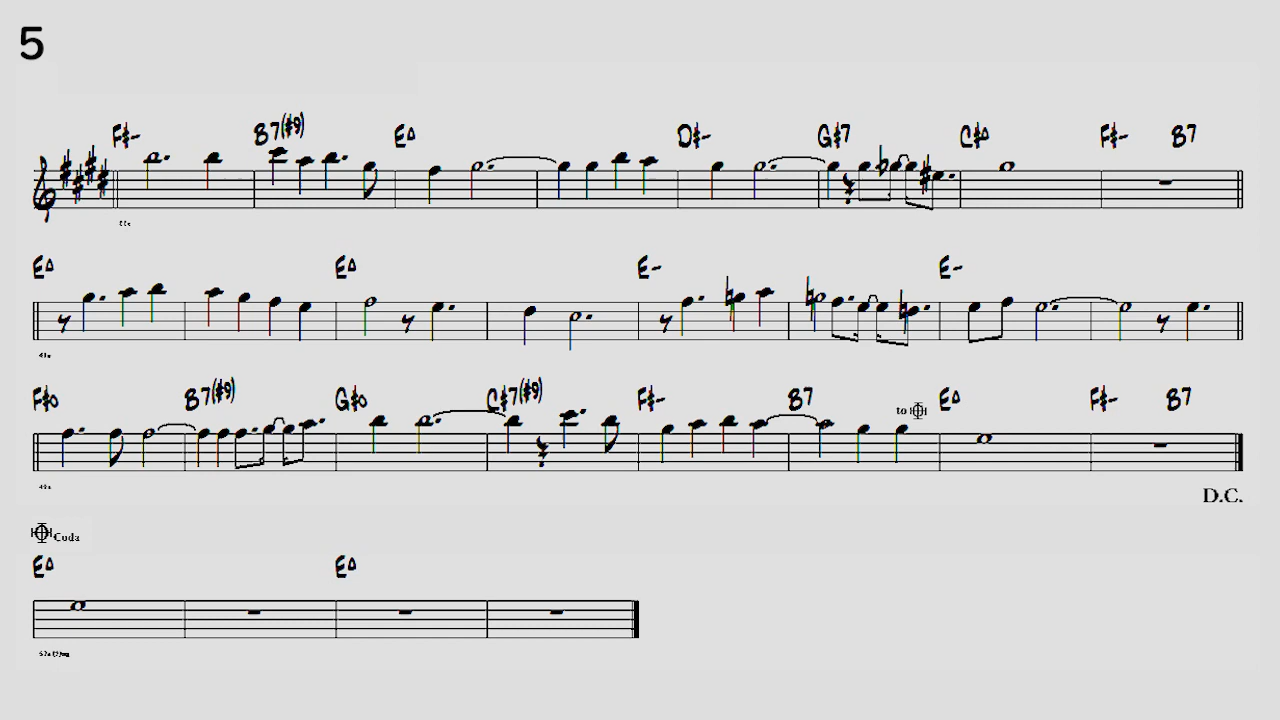 5
F#- B7(#9) E∆ D#- G#7 C#∆ F#- B7
E∆ E∆ E- E-
F#o B7(#9) G#o C#7(#9) F#- B7 to E∆ F#- B7
D.C.
Coda
E∆ E∆